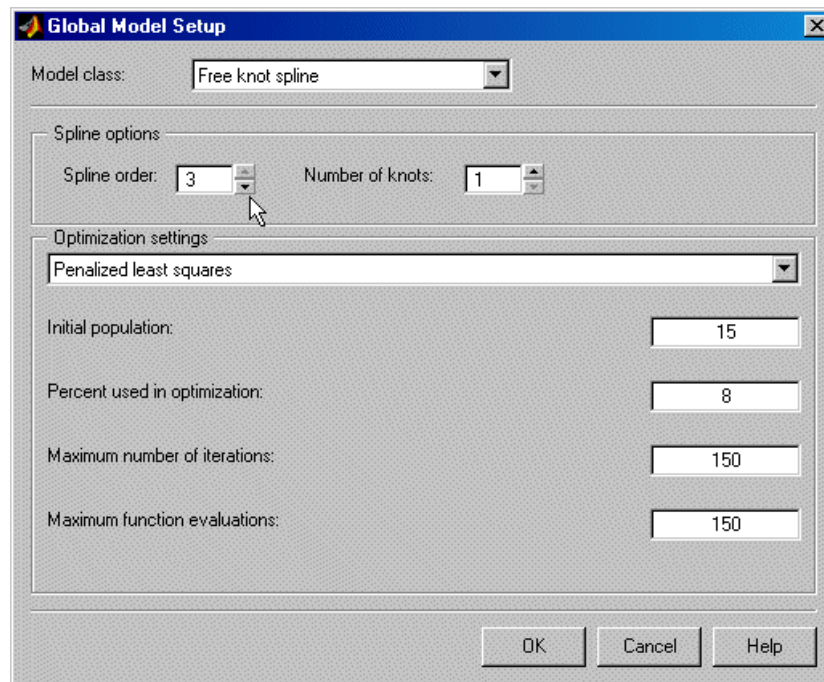 Global Model Setup
Model class: Free knot spline
Spline options
Spline order: 3 Number of knots: 1
Optimization settings
Penalized least squares
Initial population: 15
Percent used in optimization: 8
Maximum number of iterations: 150
Maximum function evaluations: 150
OK Cancel Help